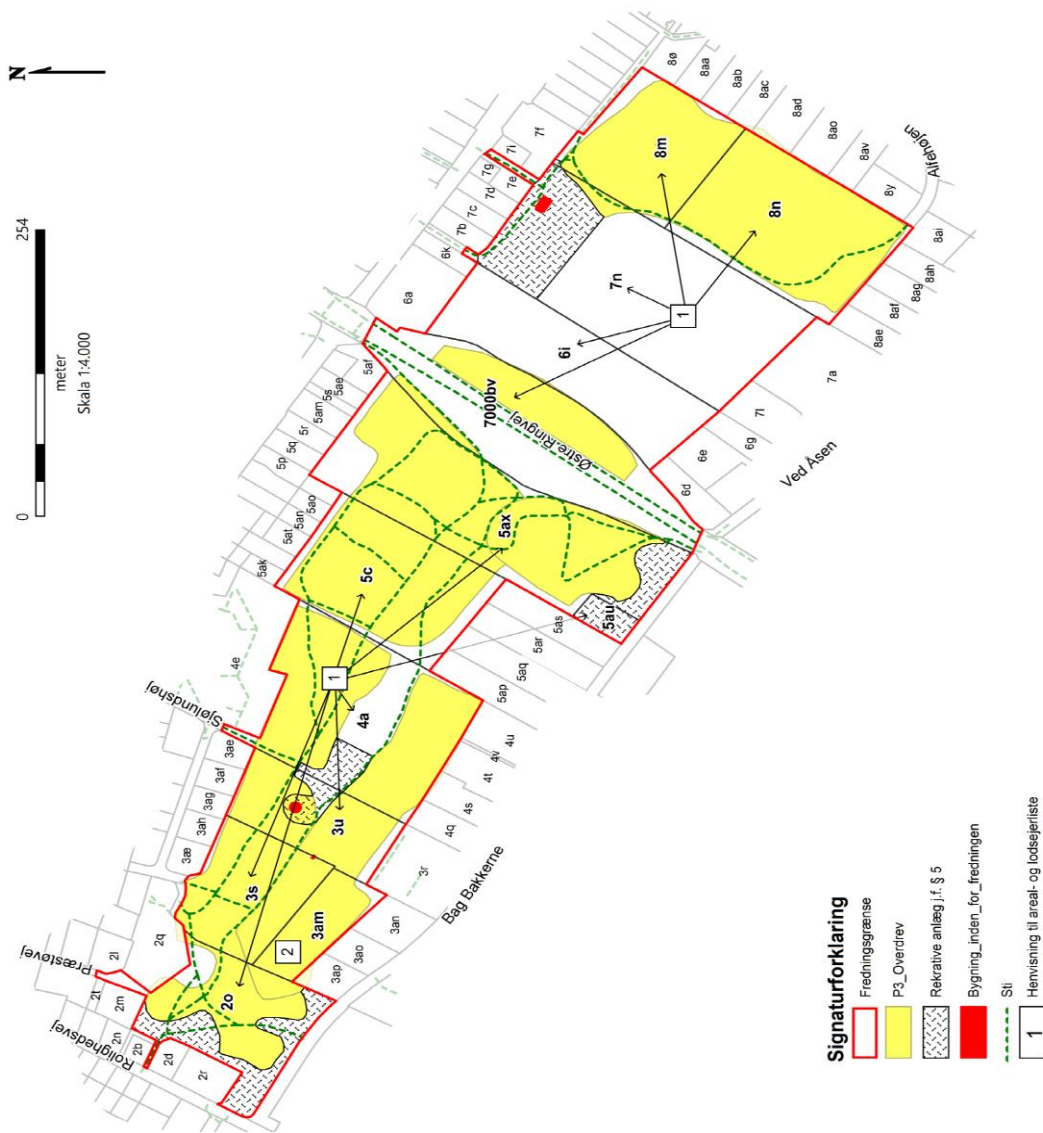 N
0
254
meter
Skala 1:4.000
Rolighedsvej
Præstøvej
Sjølundshøj
Bag Bakkerne
Østre Ringvej
Ved Åsen
Alfehøjen
2t
2l
2m
2n
2b
2d
2r
2q
2o
3æ
3ah
3ag
3af
3ae
3s
3u
3am
3ap
3ao
3an
3r
2
4e
4a
4q
4s
4t
4v
4u
1
5ak
5at
5an
5ao
5p
5q
5r
5am
5s
5ae
5af
5c
5ax
5au
5as
5ar
5aq
5ap
7000bv
6a
6k
6i
6d
6e
6g
7b
7c
7d
7e
7g
7i
7f
7n
7l
7a
1
8ø
8aa
8ab
8ac
8ad
8ao
8av
8y
8ai
8ah
8ag
8af
8ae
8m
8n
Signaturforklaring
Fredningsgrænse
P3_Overdrev
Rekrative anlæg j.f. § 5
Bygning_inden_for_fredningen
Sti
1
Henvisning til areal- og lodsejerliste